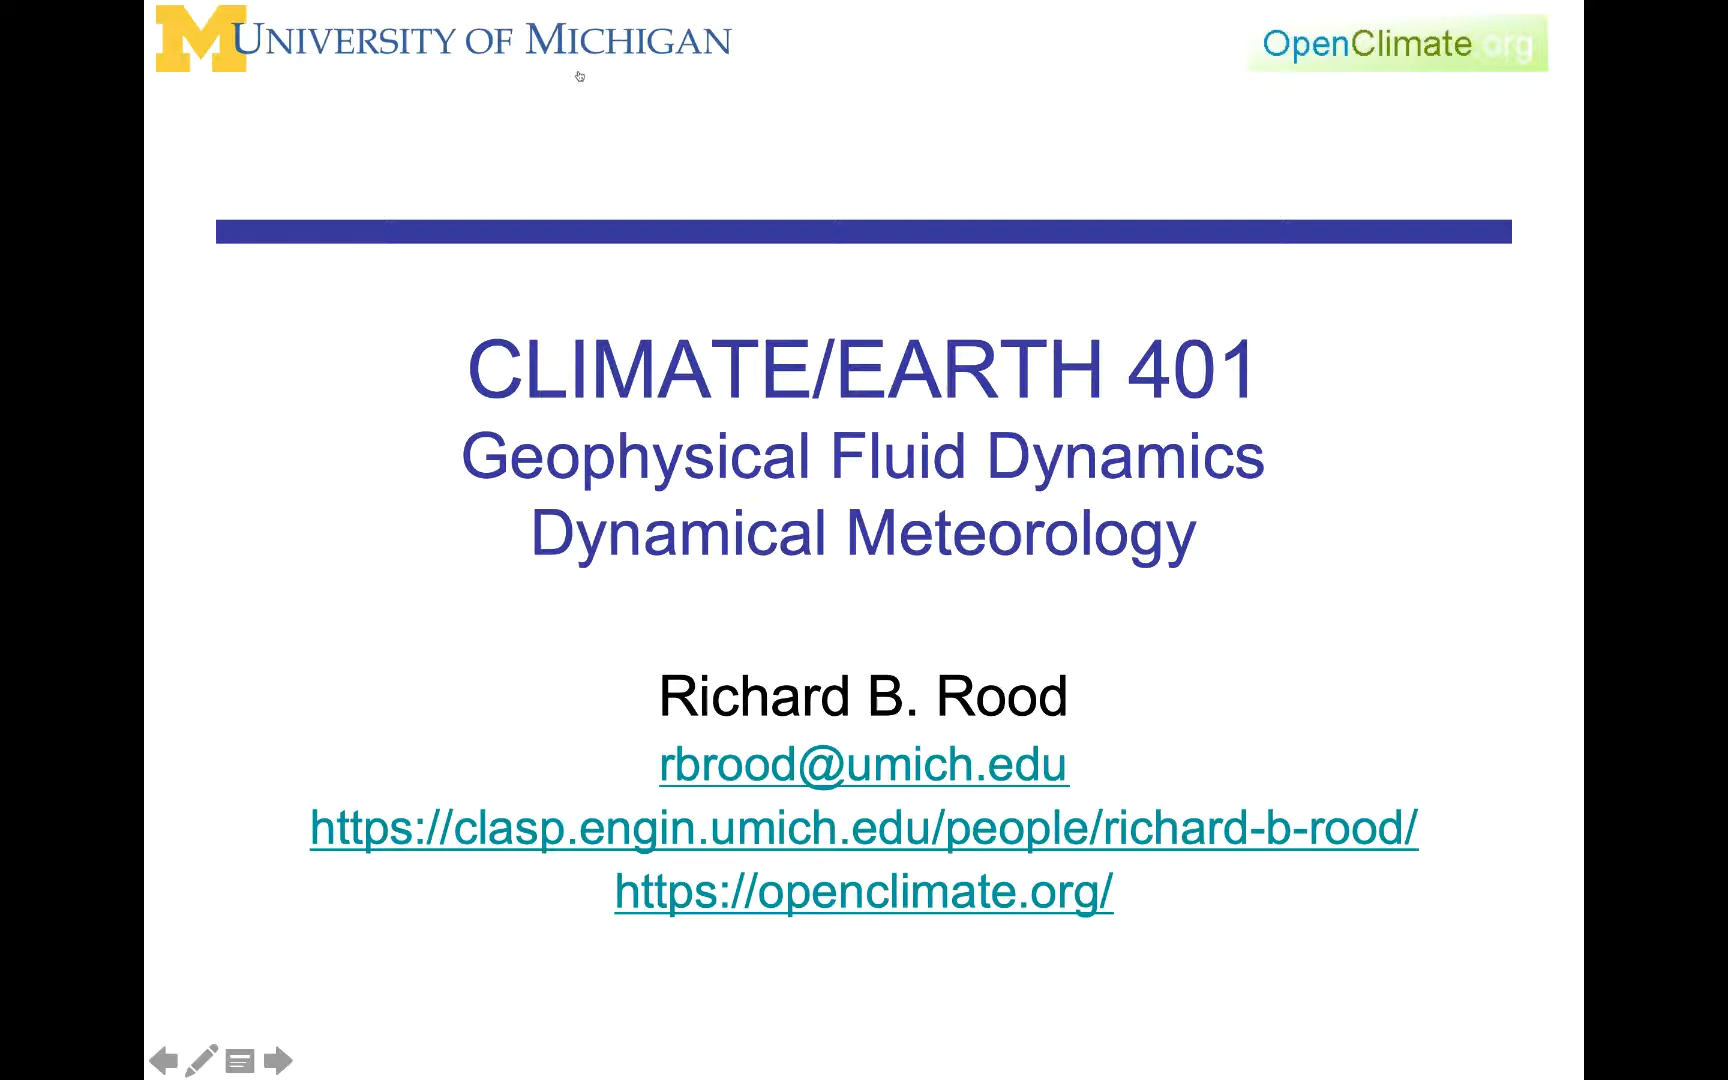 M UNIVERSITY OF MICHIGAN
OpenClimate.org
CLIMATE/EARTH 401
Geophysical Fluid Dynamics
Dynamical Meteorology
Richard B. Rood
rbrood@umich.edu
https://clasp.engin.umich.edu/people/richard-b-rood/
https://openclimate.org/